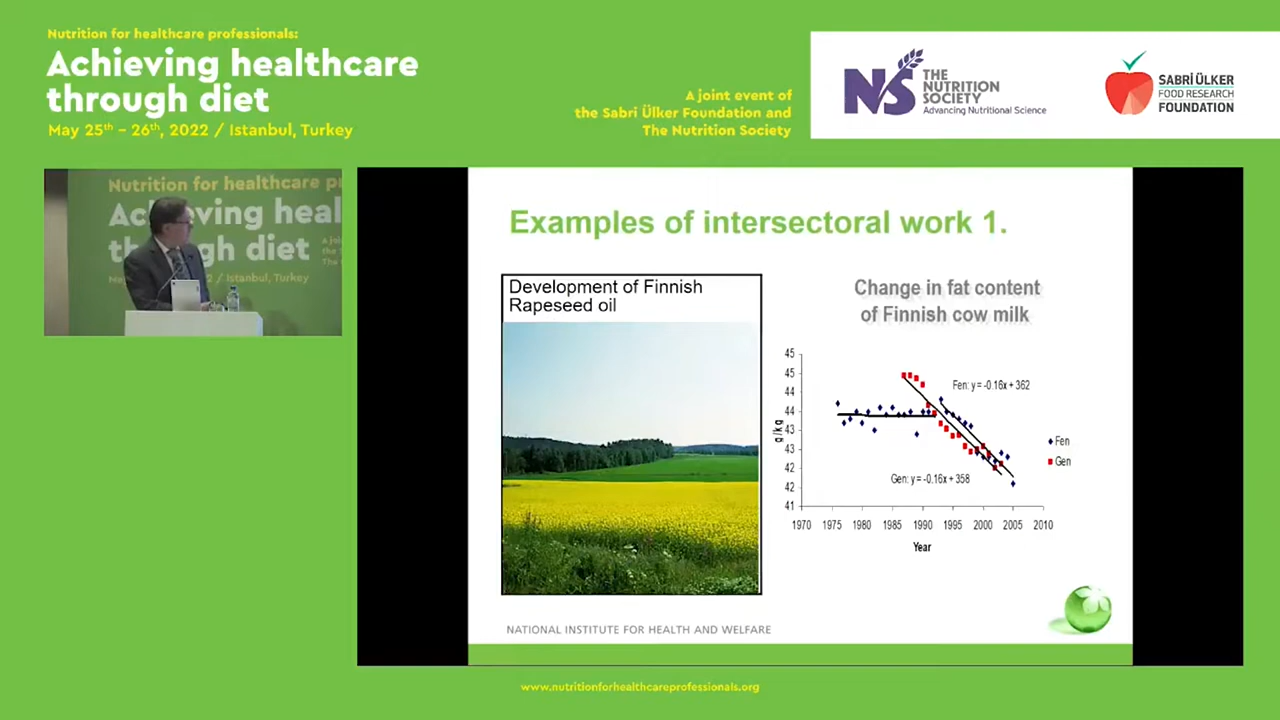 Nutrition for healthcare professionals:
Achieving healthcare
through diet
May 25th - 26th, 2022 / Istanbul, Turkey
A joint event of
the Sabri Ülker Foundation and
The Nutrition Society
NS
THE
NUTRITION
SOCIETY
Advancing Nutritional Science
SABRİ ÜLKER
FOOD RESEARCH
FOUNDATION
Nutrition for healthcare p
Ac ving heal
th gh diet
2 / Istanbul, Turkey
Examples of intersectoral work 1.
Development of Finnish
Rapeseed oil
Change in fat content
of Finnish cow milk
45
45
44
44
43
43
42
42
41
g/kg
Fen: y = -0.16x + 362
Gen: y = -0.16x + 358
Fen
Gen
1970 1975 1980 1985 1990 1995 2000 2005 2010
Year
NATIONAL INSTITUTE FOR HEALTH AND WELFARE
www.nutritionforhealthcareprofessionals.org